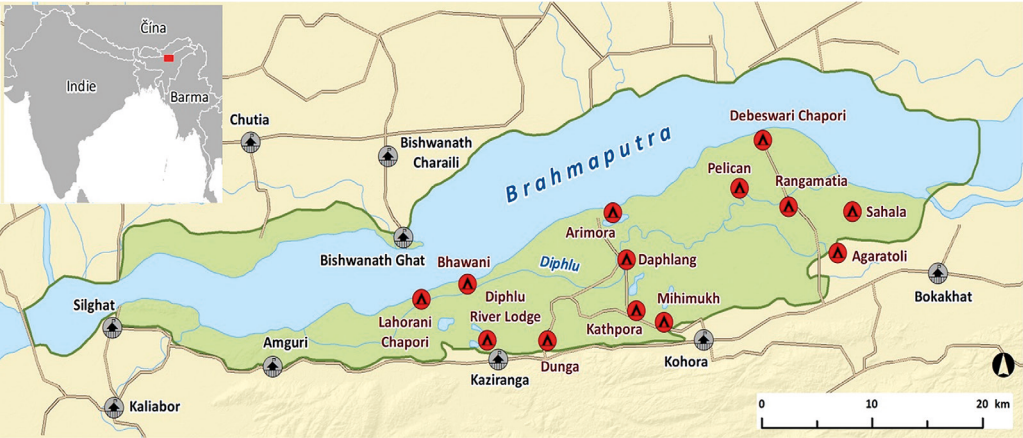 Čína
Indie
Barma
Chutia
Bishwanath
Charaili
Bishwanath Ghat
Brahmaputra
Debeswari Chapori
Pelican
Rangamatia
Sahala
Arimora
Agaratoli
Diphlu
Daphlang
Bhawani
Bokakhat
Silghat
Lahorani
Chapori
Diphlu
River Lodge
Mihimukh
Kathpora
Amguri
Kaziranga
Dunga
Kohora
Kaliabor
0 10 20 km